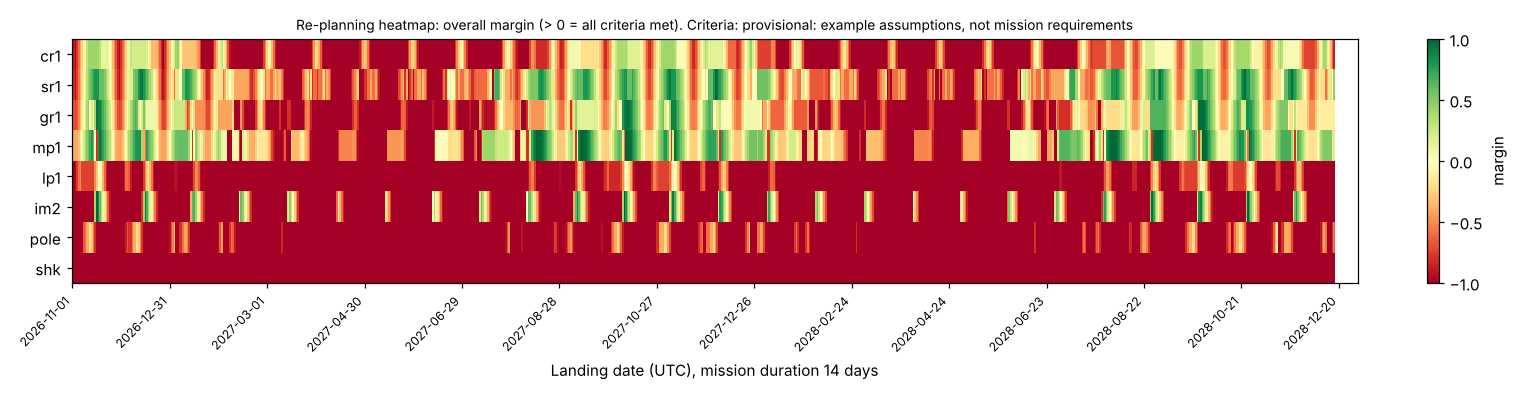 Re-planning heatmap: overall margin (> 0 = all criteria met). Criteria: provisional: example assumptions, not mission requirements
cr1
sr1
gr1
mp1
lp1
im2
pole
shk
2026-11-01
2026-12-31
2027-03-01
2027-04-30
2027-06-29
2027-08-28
2027-10-27
2027-12-26
2028-02-24
2028-04-24
2028-06-23
2028-08-22
2028-10-21
2028-12-20
Landing date (UTC), mission duration 14 days
1.0
0.5
0.0
−0.5
−1.0
margin